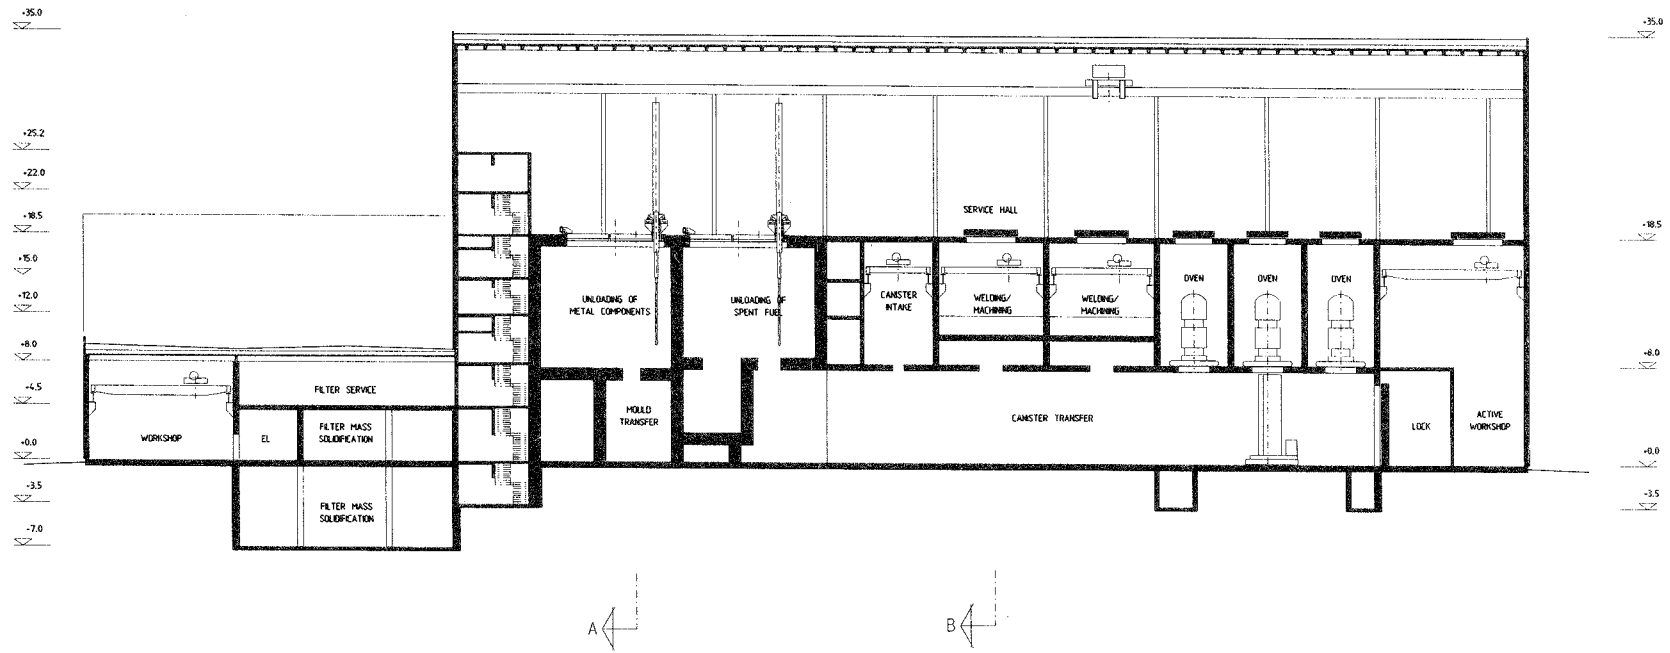 +35.0
+35.0
+25.2
+22.0
+18.5
SERVICE HALL
+18.5
+15.0
+12.0
UNLOADING OF
METAL COMPONENTS
UNLOADING OF
SPENT FUEL
CANISTER
INTAKE
WELDING/
MACHINING
WELDING/
MACHINING
OVEN
OVEN
OVEN
+8.0
+8.0
+4.5
FILTER SERVICE
WORKSHOP
EL
FILTER MASS
SOLIDIFICATION
MOULD
TRANSFER
CANISTER TRANSFER
LOCK
ACTIVE
WORKSHOP
+0.0
+0.0
-3.5
FILTER MASS
SOLIDIFICATION
-3.5
-7.0
A
B